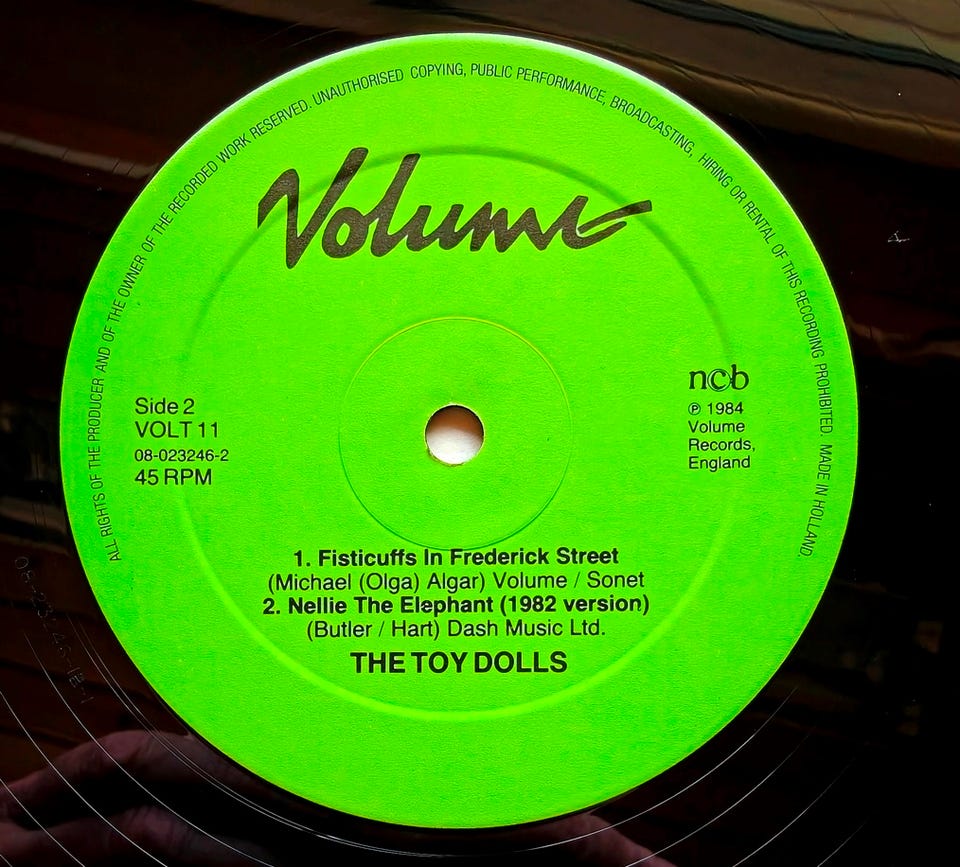 ALL RIGHTS OF THE PRODUCER AND OF THE OWNER OF THE RECORDED WORK RESERVED. UNAUTHORISED COPYING, PUBLIC PERFORMANCE, BROADCASTING, HIRING OR RENTAL OF THIS RECORDING PROHIBITED. MADE IN HOLLAND.
Volume
Side 2
VOLT 11
08-023246-2
45 RPM
ncb
℗ 1984
Volume
Records,
England
1. Fisticuffs In Frederick Street
(Michael (Olga) Algar) Volume / Sonet
2. Nellie The Elephant (1982 version)
(Butler / Hart) Dash Music Ltd.
THE TOY DOLLS